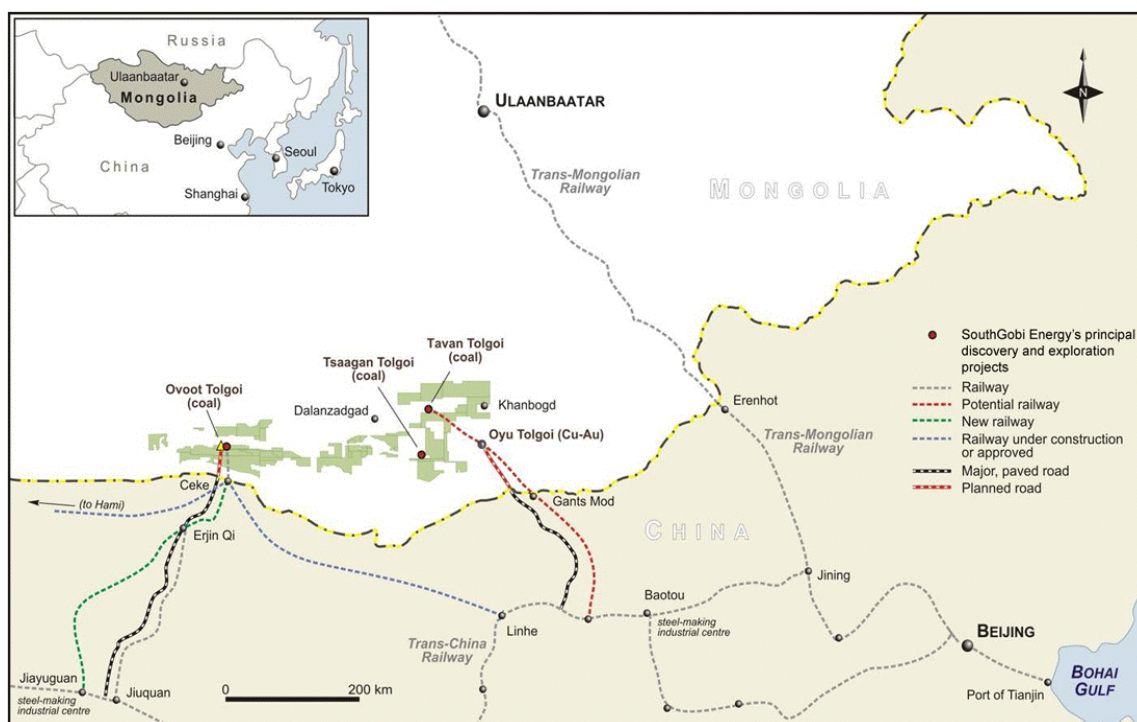 Russia
Ulaanbaatar
Mongolia
Beijing
China
Seoul
Tokyo
Shanghai
ULAANBAATAR
N
Trans-Mongolian
Railway
MONGOLIA
Tavan Tolgoi
(coal)
Tsaagan Tolgoi
(coal)
Ovoot Tolgoi
(coal)
Dalanzadgad
Khanbogd
Oyu Tolgoi (Cu-Au)
Erenhot
Trans-Mongolian
Railway
SouthGobi Energy's principal
discovery and exploration
projects
Railway
Potential railway
New railway
Railway under construction
or approved
Major, paved road
Planned road
Ceke
(to Hami)
Gants Mod
Erjin Qi
CHINA
Jining
Baotou
steel-making
industrial centre
Linhe
BEIJING
Trans-China
Railway
BOHAI
GULF
Port of Tianjin
Jiayuguan
steel-making
industrial centre
Jiuquan
0
200 km